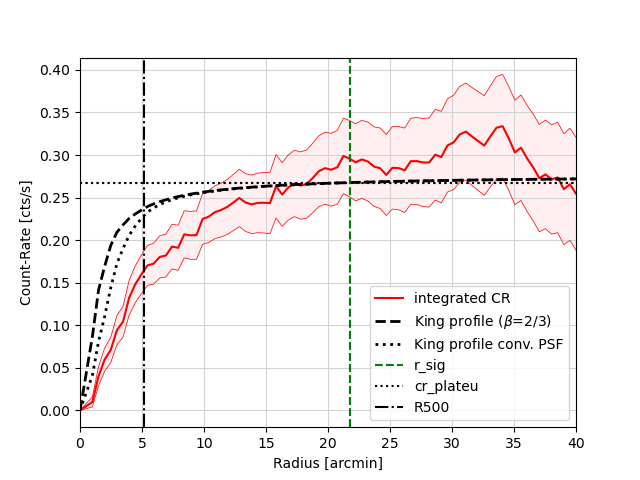 0.40
0.35
0.30
0.25
0.20
0.15
0.10
0.05
0.00
Count-Rate [cts/s]
integrated CR
King profile (β=2/3)
King profile conv. PSF
r_sig
cr_plateu
R500
0 5 10 15 20 25 30 35 40
Radius [arcmin]